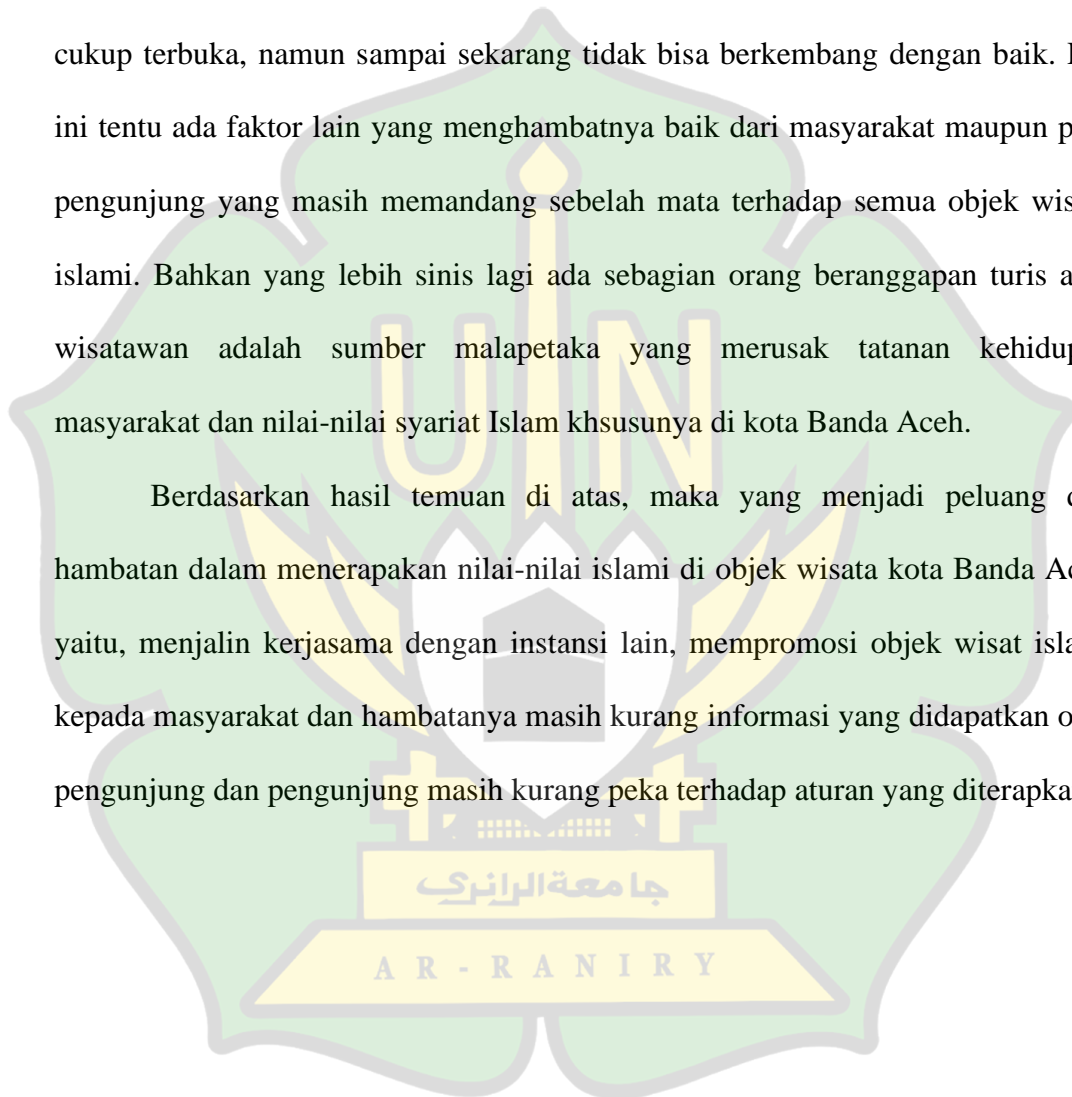 cukup terbuka, namun sampai sekarang tidak bisa berkembang dengan baik.
ini tentu ada faktor lain yang menghambatnya baik dari masyarakat maupun
pengunjung yang masih memandang sebelah mata terhadap semua objek
islami. Bahkan yang lebih sinis lagi ada sebagian orang beranggapan turis
wisatawan adalah sumber malapetaka yang merusak tatanan
masyarakat dan nilai-nilai syariat Islam khsusunya di kota Banda Aceh.
Berdasarkan hasil temuan di atas, maka yang menjadi peluang
hambatan dalam menerapakan nilai-nilai islami di objek wisata kota Banda
yaitu, menjalin kerjasama dengan instansi lain, mempromosi objek wisat
kepada masyarakat dan hambatanya masih kurang informasi yang didapatkan
pengunjung dan pengunjung masih kurang peka terhadap aturan yang
UIN
جامعة الرانري
AR-RANIRY